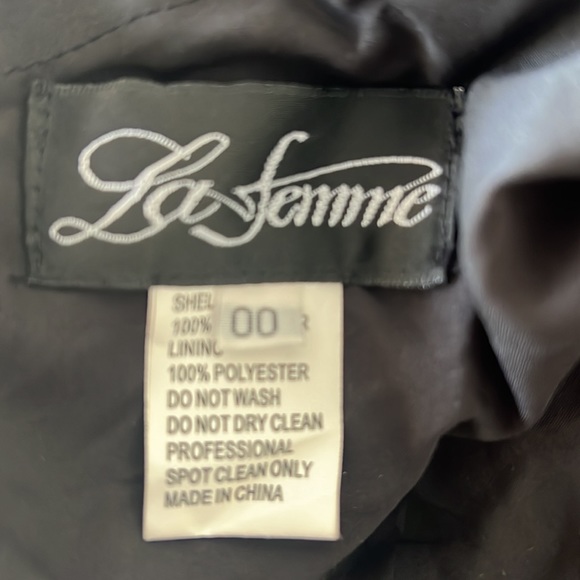 La femme
SHEL
100% 00 R
LINING
100% POLYESTER
DO NOT WASH
DO NOT DRY CLEAN
PROFESSIONAL
SPOT CLEAN ONLY
MADE IN CHINA